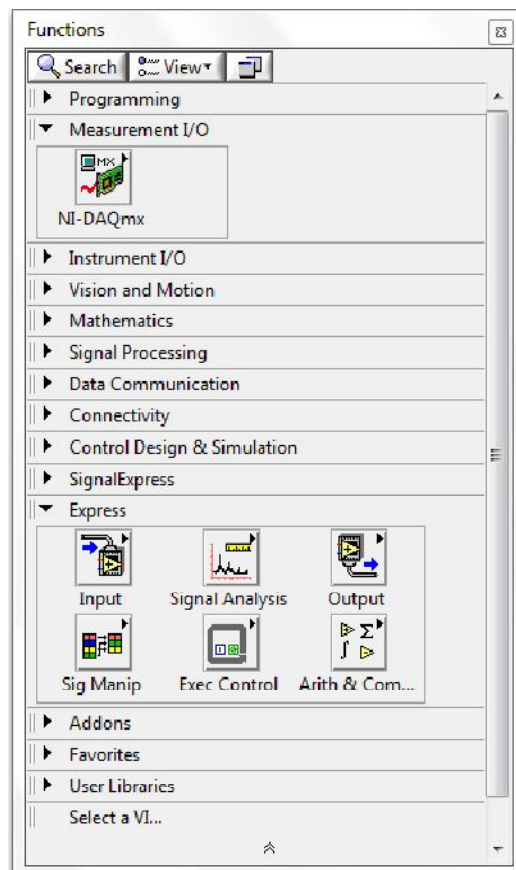 Functions
Search View
Programming
Measurement I/O
MX
NI-DAQmx
Instrument I/O
Vision and Motion
Mathematics
Signal Processing
Data Communication
Connectivity
Control Design & Simulation
SignalExpress
Express
Input Signal Analysis Output
Sig Manip Exec Control Arith & Com...
Addons
Favorites
User Libraries
Select a VI...